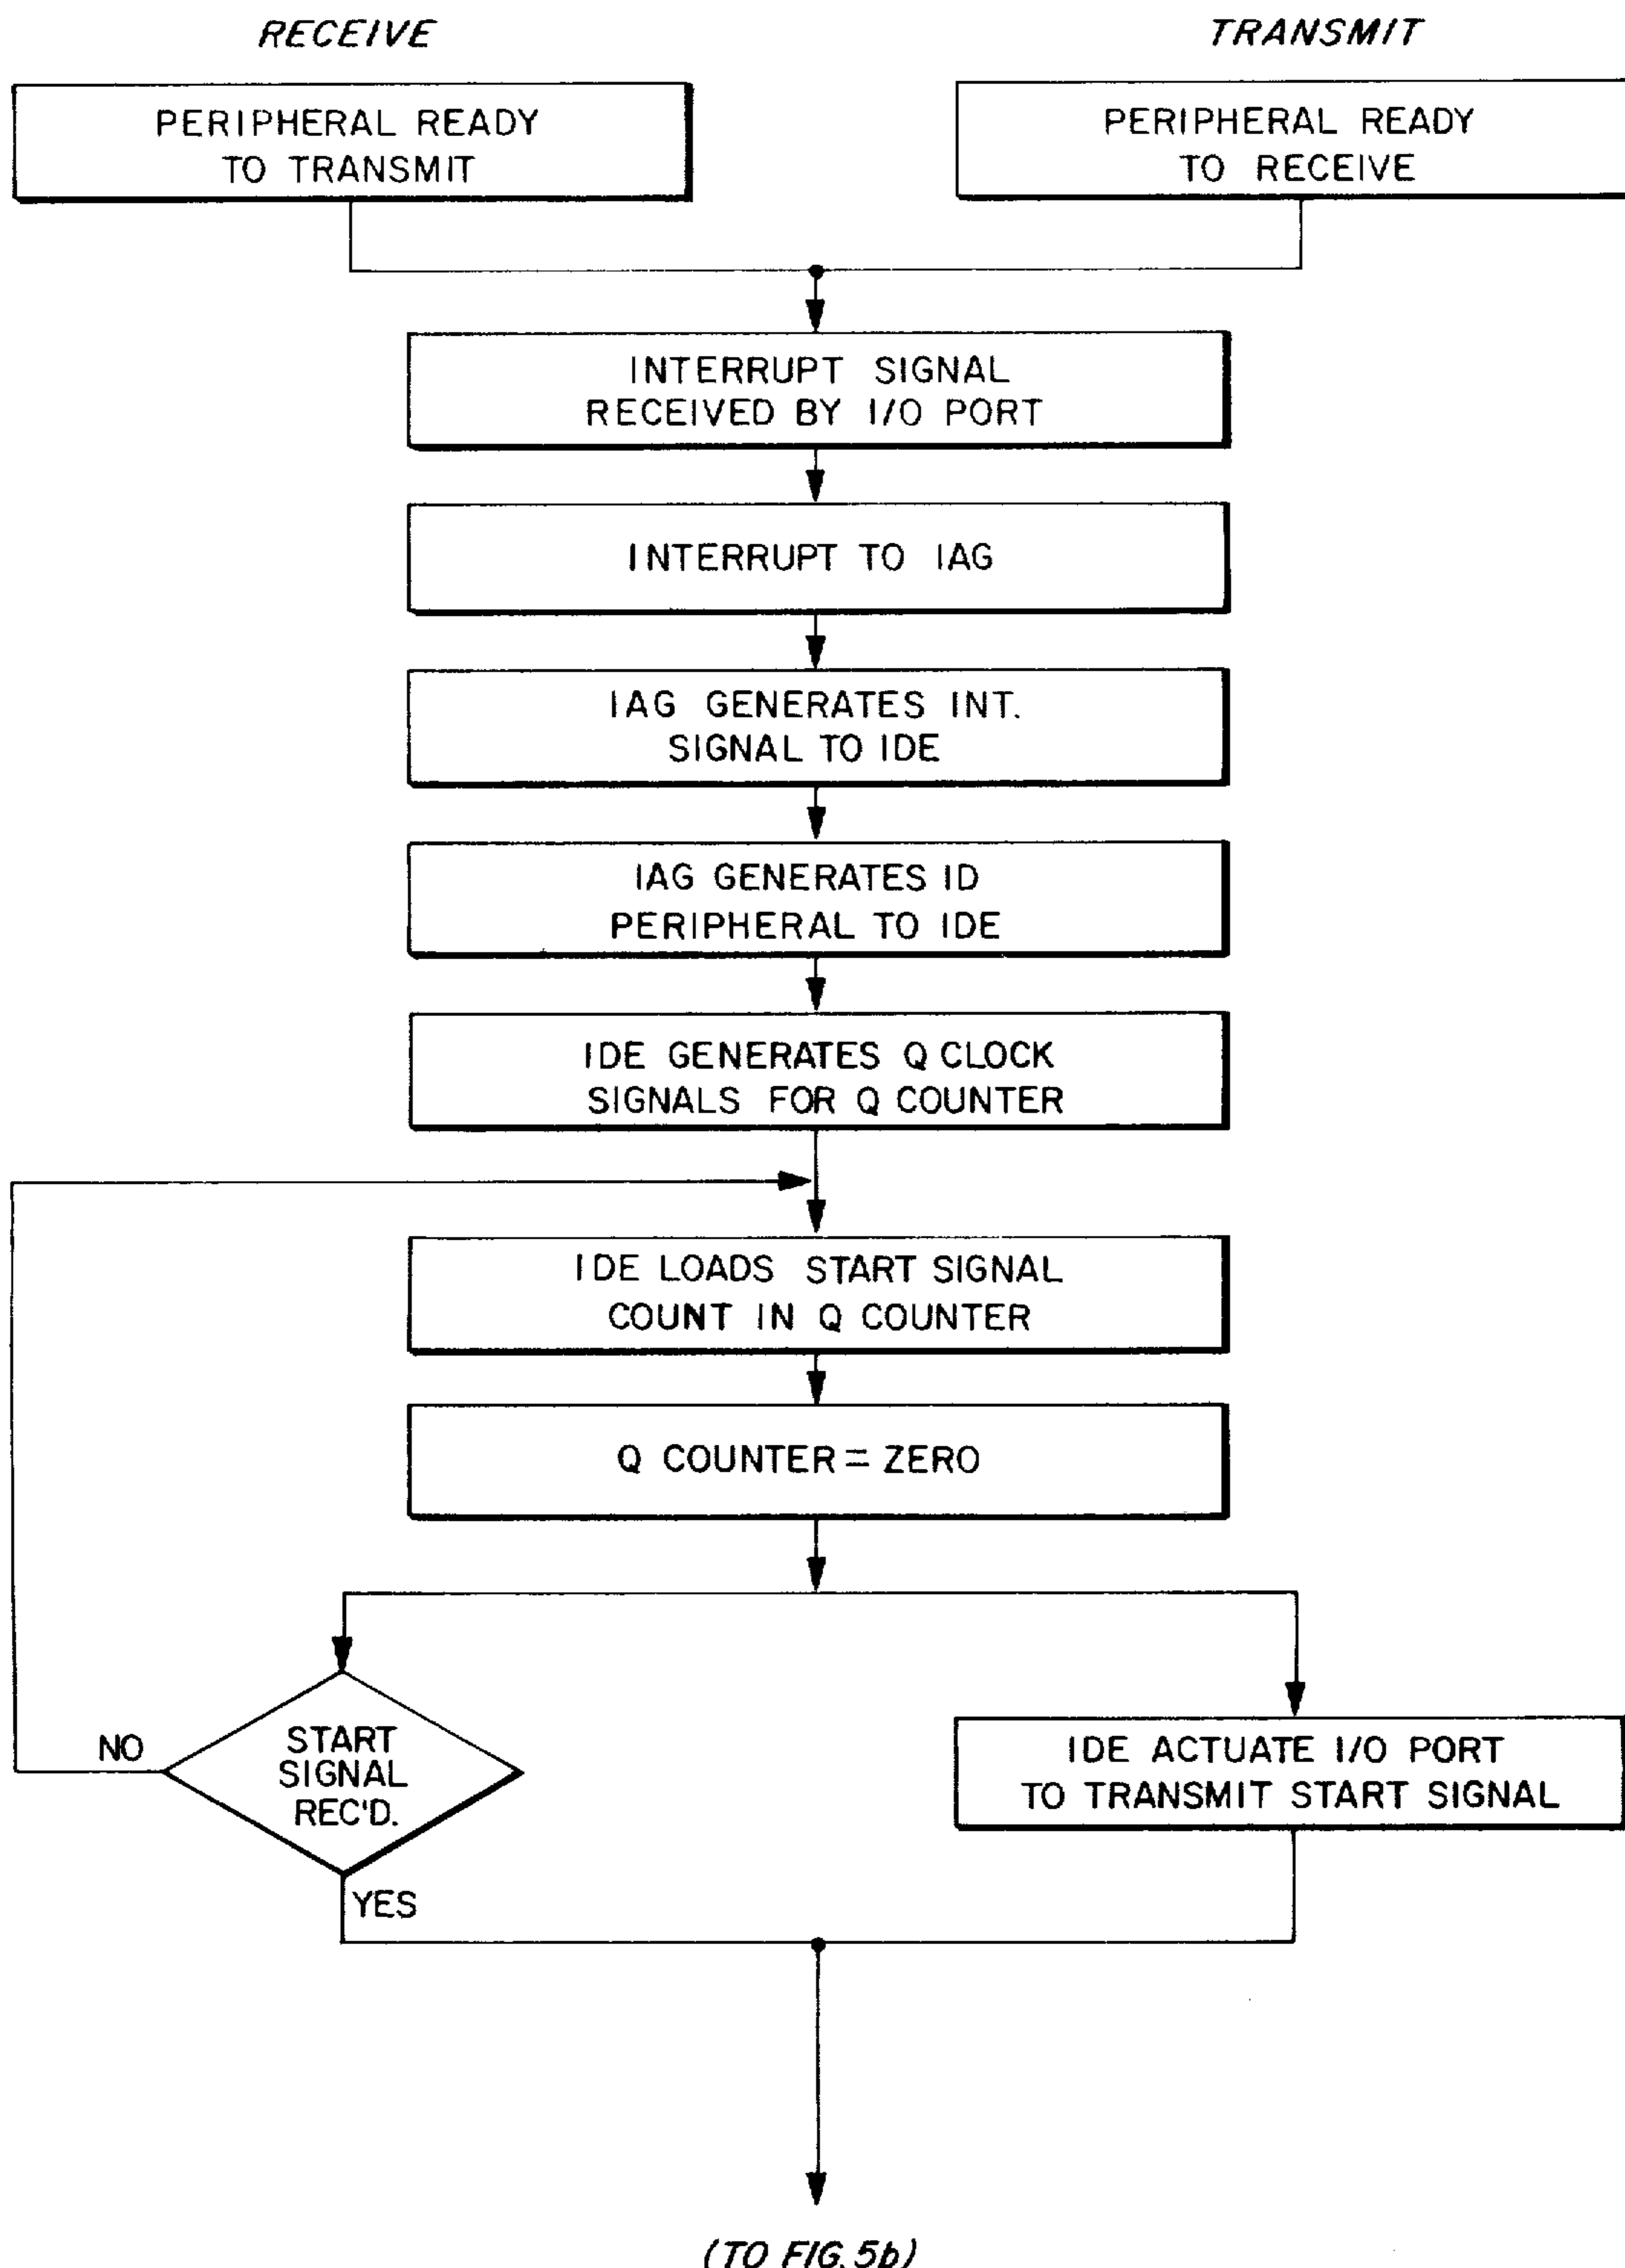 RECEIVE
TRANSMIT
PERIPHERAL READY
TO TRANSMIT
PERIPHERAL READY
TO RECEIVE
INTERRUPT SIGNAL
RECEIVED BY I/O PORT
INTERRUPT TO IAG
IAG GENERATES INT.
SIGNAL TO IDE
IAG GENERATES ID
PERIPHERAL TO IDE
IDE GENERATES Q CLOCK
SIGNALS FOR Q COUNTER
IDE LOADS START SIGNAL
COUNT IN Q COUNTER
Q COUNTER = ZERO
NO
START
SIGNAL
REC'D.
YES
IDE ACTUATE I/O PORT
TO TRANSMIT START SIGNAL
(TO FIG. 5b)